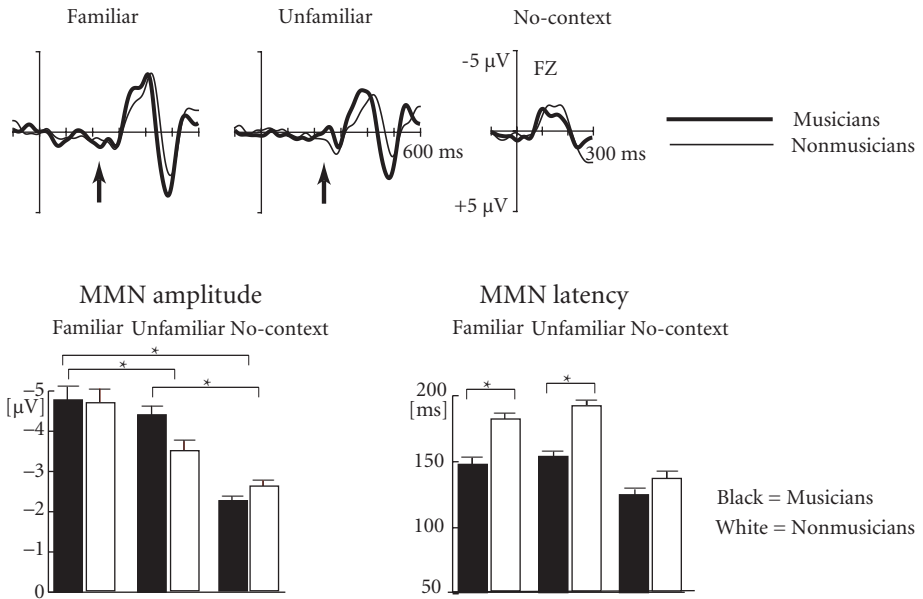 Familiar
Unfamiliar
No-context
-5 µV
FZ
600 ms
300 ms
+5 µV
Musicians
Nonmusicians
MMN amplitude
Familiar Unfamiliar No-context
*
*
*
–5
[µV]
–4
–3
–2
–1
0
MMN latency
Familiar Unfamiliar No-context
*
*
200
[ms]
150
100
50
Black = Musicians
White = Nonmusicians